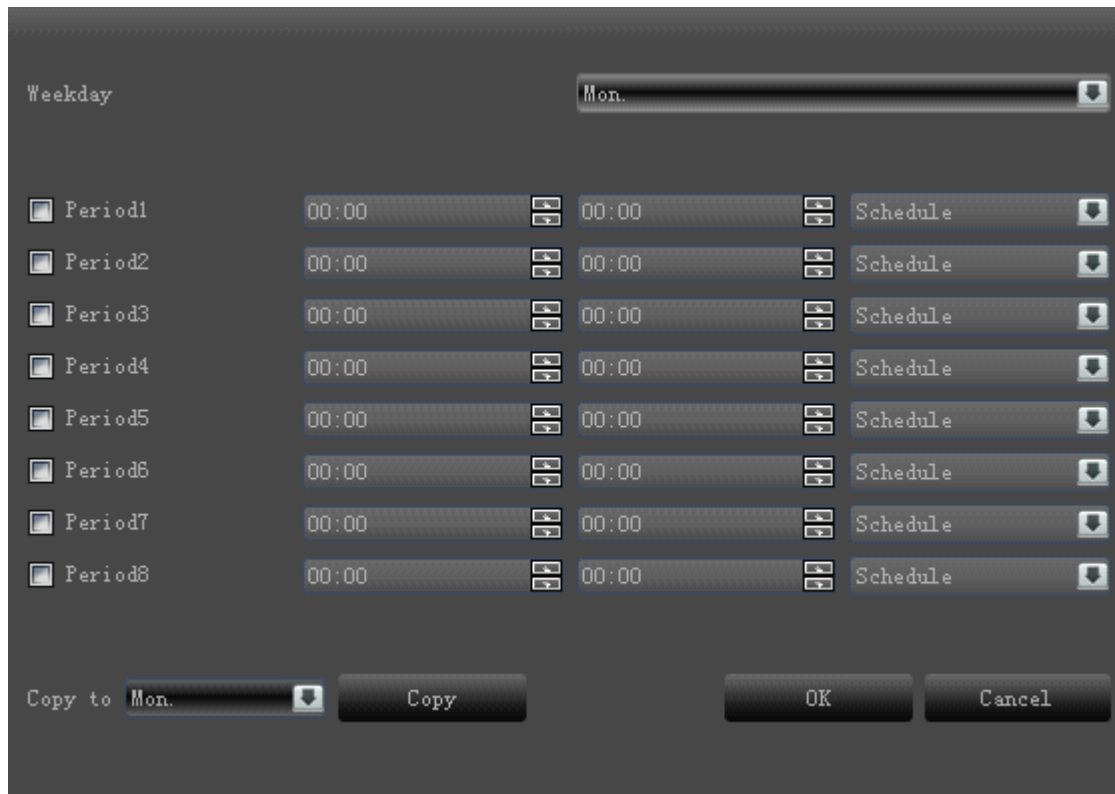 Weekday Mon.
Period1 00:00 00:00 Schedule
Period2 00:00 00:00 Schedule
Period3 00:00 00:00 Schedule
Period4 00:00 00:00 Schedule
Period5 00:00 00:00 Schedule
Period6 00:00 00:00 Schedule
Period7 00:00 00:00 Schedule
Period8 00:00 00:00 Schedule
Copy to Mon. Copy OK Cancel